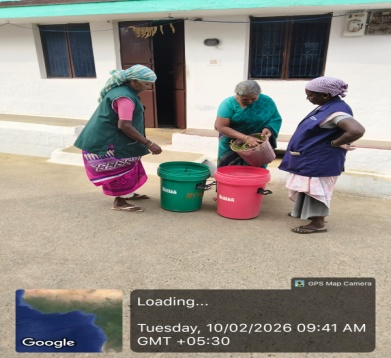 GPS Map Camera
Loading...
Tuesday, 10/02/2026 09:41 AM
GMT +05:30
Google